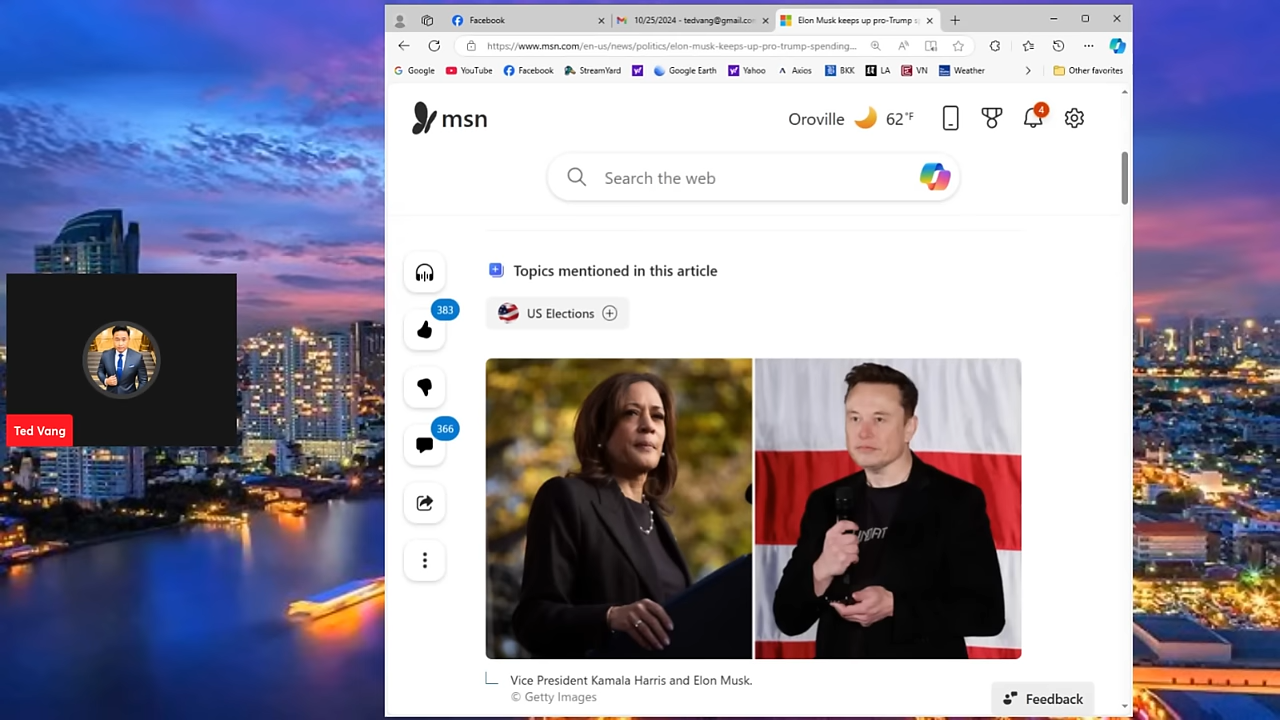 Facebook
10/25/2024 - tedvang@gmail.co
Elon Musk keeps up pro-Trump s
https://www.msn.com/en-us/news/politics/elon-musk-keeps-up-pro-trump-spending...
Google
YouTube
Facebook
StreamYard
Google Earth
Yahoo
Axios
BKK
LA
VN
Weather
Other favorites
msn
Oroville
62°F
4
Search the web
Topics mentioned in this article
US Elections
383
366
Ted Vang
Vice President Kamala Harris and Elon Musk.
© Getty Images
Feedback